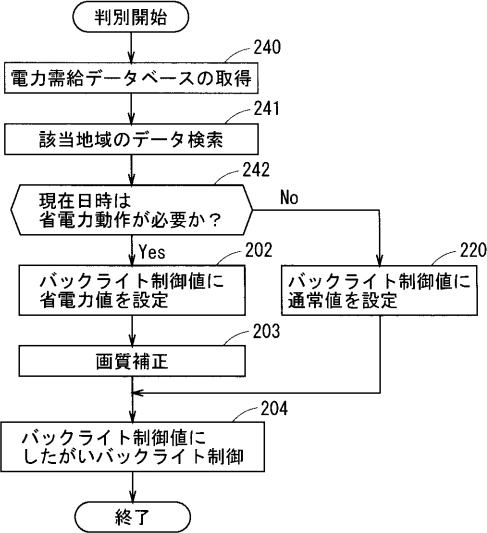 判別開始
240
電力需給データベースの取得
241
該当地域のデータ検索
242
現在日時は
省電力動作が必要か?
No
Yes
202
バックライト制御値に
省電力値を設定
220
バックライト制御値に
通常値を設定
203
画質補正
204
バックライト制御値に
したがいバックライト制御
終了